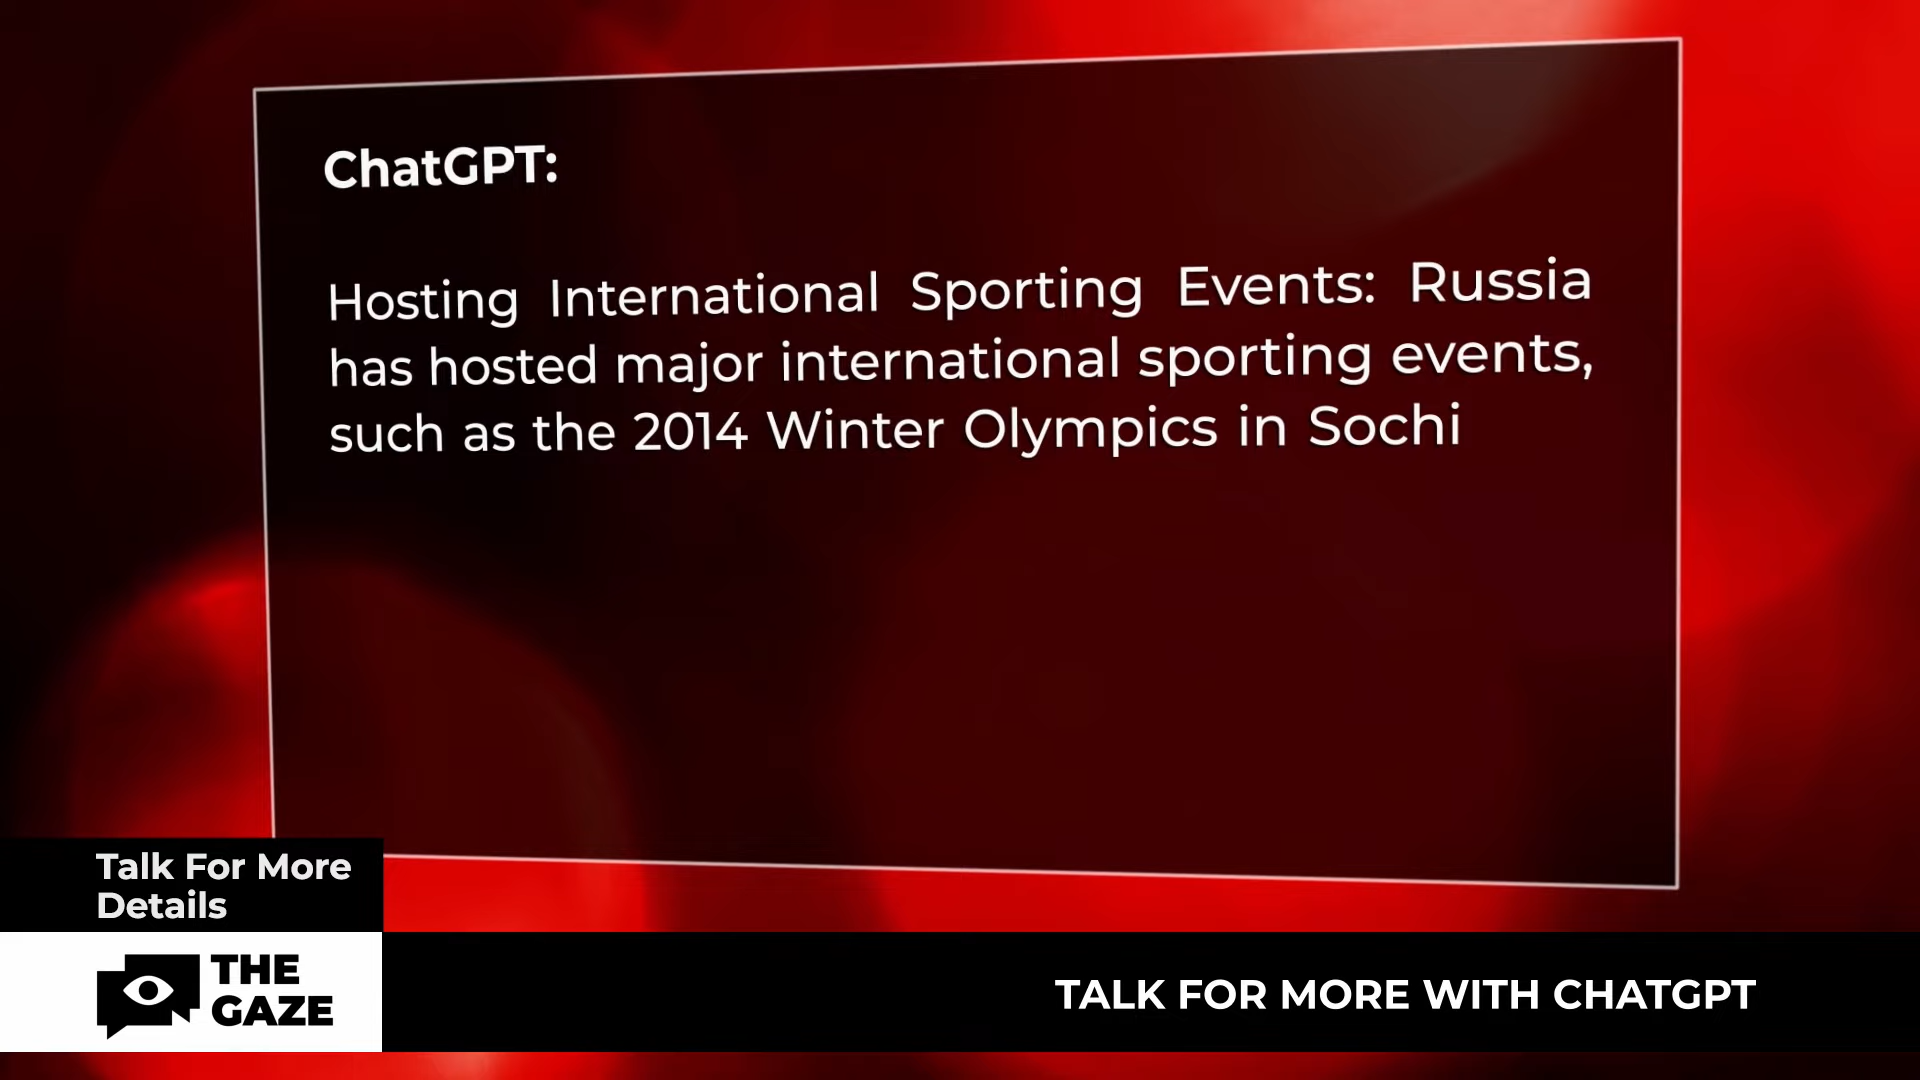 ChatGPT:
Hosting International Sporting Events: Russia
has hosted major international sporting events,
such as the 2014 Winter Olympics in Sochi
Talk For More
Details
THE
GAZE
TALK FOR MORE WITH CHATGPT